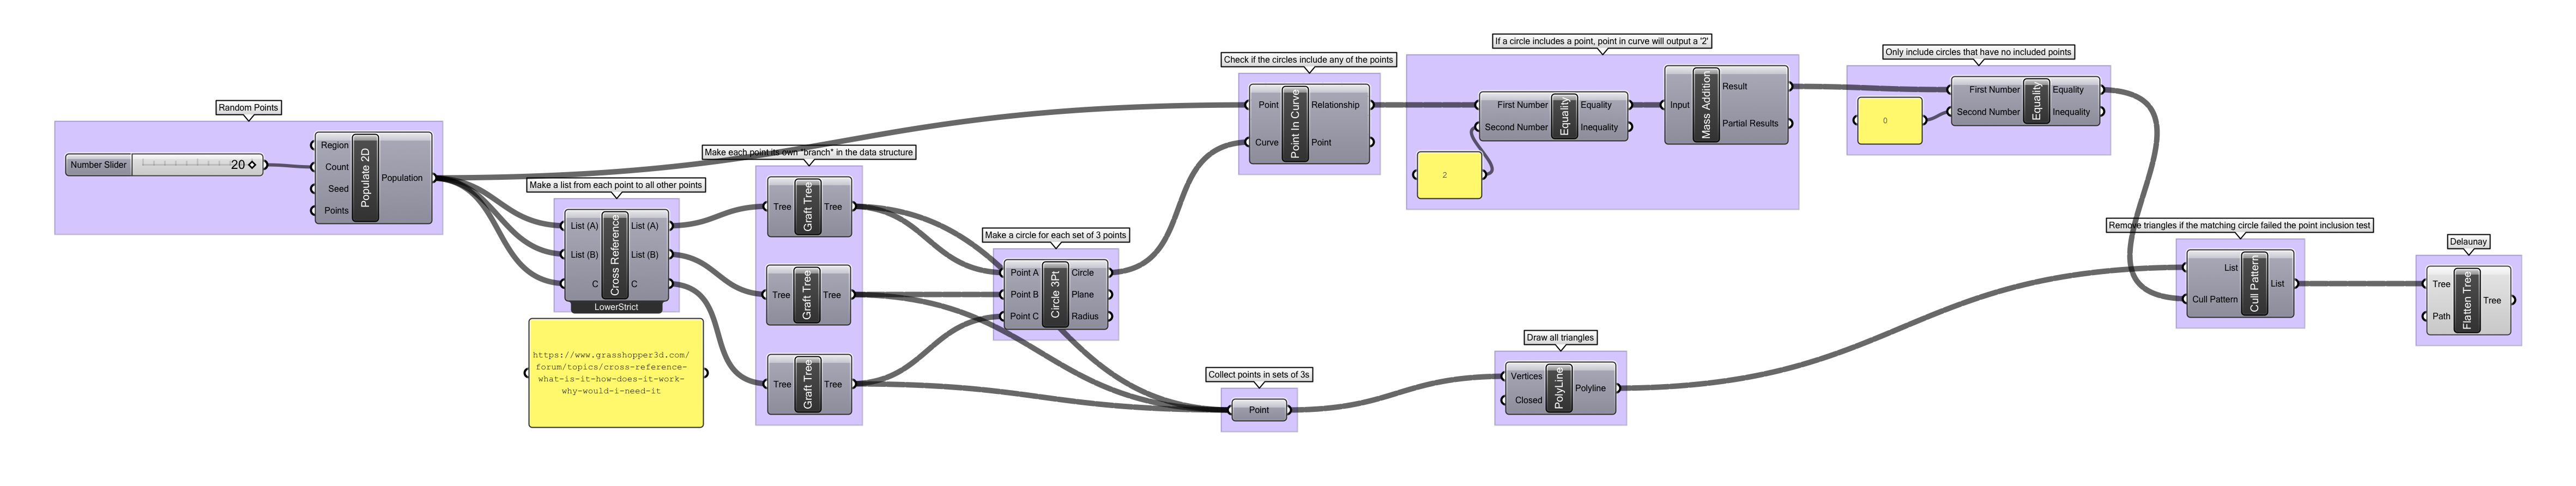 Random Points
Number Slider
20
Region
Count
Seed
Points
Populate 2D
Population
Make a list from each point to all other points
List (A)
List (B)
C
Cross Reference
List (A)
List (B)
C
LowerStrict
https://www.grasshopper3d.com/
forum/topics/cross-reference-
what-is-it-how-does-it-work-
why-would-i-need-it
Make each point its own "branch" in the data structure
Tree
Graft Tree
Tree
Tree
Graft Tree
Tree
Tree
Graft Tree
Tree
Make a circle for each set of 3 points
Point A
Point B
Point C
Circle 3Pt
Circle
Plane
Radius
Check if the circles include any of the points
Point
Curve
Point In Curve
Relationship
Point
Collect points in sets of 3s
Point
If a circle includes a point, point in curve will output a '2'
First Number
Second Number
Equality
Equality
Inequality
2
Input
Mass Addition
Result
Partial Results
Draw all triangles
Vertices
Closed
PolyLine
Polyline
Only include circles that have no included points
0
First Number
Second Number
Equality
Equality
Inequality
Remove triangles if the matching circle failed the point inclusion test
List
Cull Pattern
Cull Pattern
List
Delaunay
Tree
Path
Flatten Tree
Tree